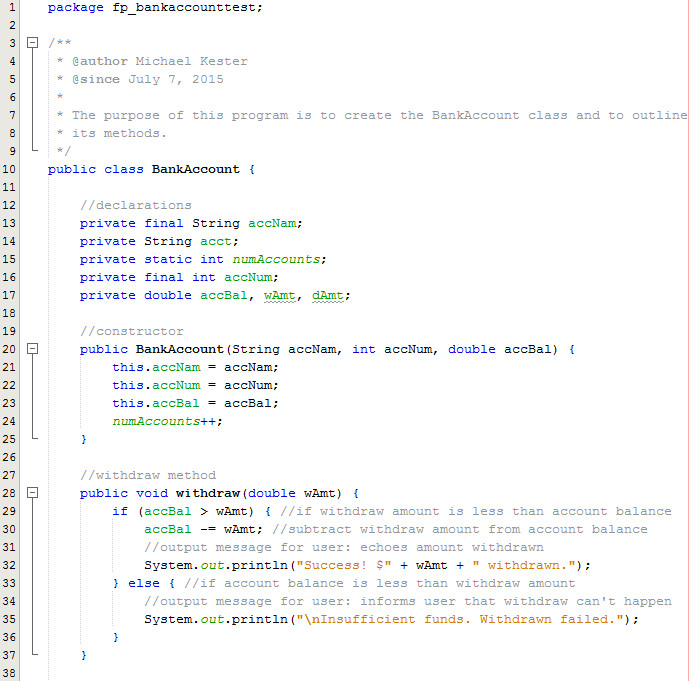 1 package fp_bankaccounttest;
2
3 /**
4  * @author Michael Kester
5  * @since July 7, 2015
6  *
7  * The purpose of this program is to create the BankAccount class and to outline
8  * its methods.
9  */
10 public class BankAccount {
11
12     //declarations
13     private final String accNam;
14     private String acct;
15     private static int numAccounts;
16     private final int accNum;
17     private double accBal, wAmt, dAmt;
18
19     //constructor
20     public BankAccount(String accNam, int accNum, double accBal) {
21         this.accNam = accNam;
22         this.accNum = accNum;
23         this.accBal = accBal;
24         numAccounts++;
25     }
26
27     //withdraw method
28     public void withdraw(double wAmt) {
29         if (accBal > wAmt) { //if withdraw amount is less than account balance
30             accBal -= wAmt; //subtract withdraw amount from account balance
31             //output message for user: echoes amount withdrawn
32             System.out.println("Success! $" + wAmt + " withdrawn.");
33         } else { //if account balance is less than withdraw amount
34             //output message for user: informs user that withdraw can't happen
35             System.out.println("\nInsufficient funds. Withdrawn failed.");
36         }
37     }
38